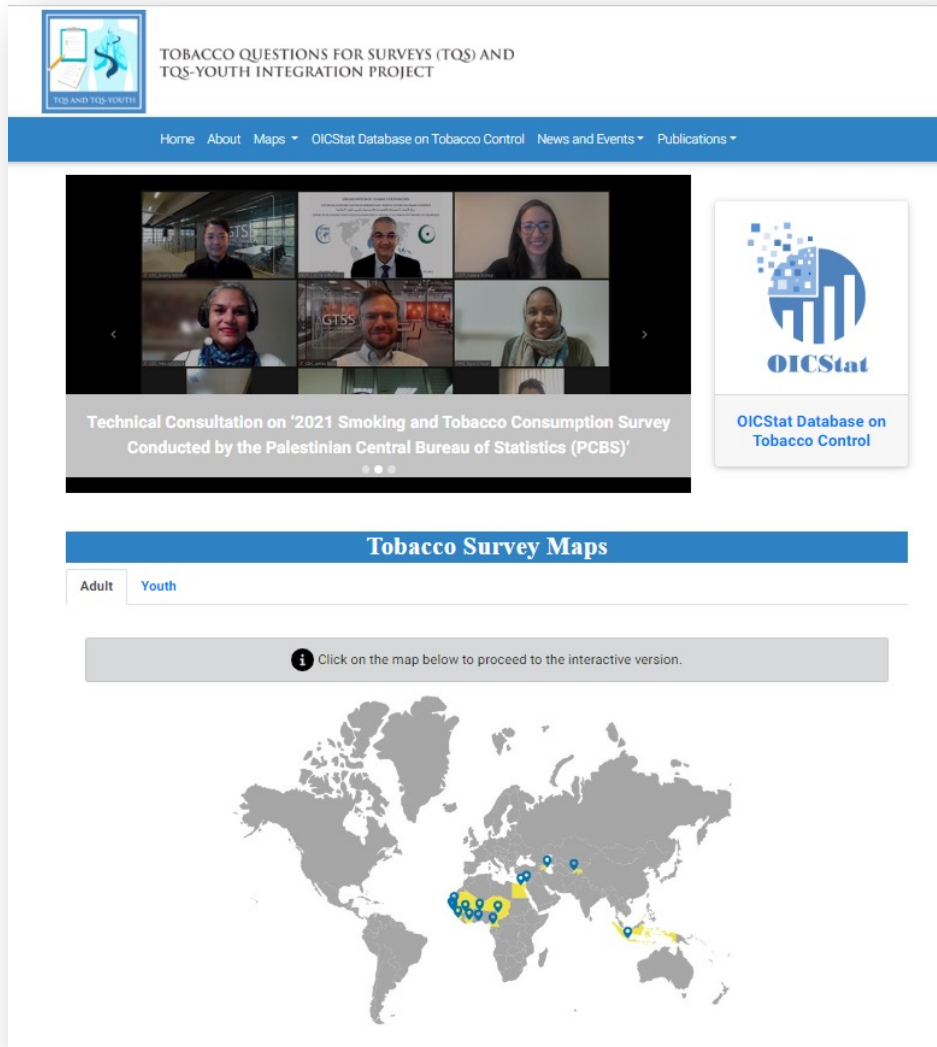 TOBACCO QUESTIONS FOR SURVEYS (TQS) AND
TQS-YOUTH INTEGRATION PROJECT
TQS AND TQS-YOUTH
Home About Maps OICStat Database on Tobacco Control News and Events Publications
GTSS
GTSS
Technical Consultation on ‘2021 Smoking and Tobacco Consumption Survey
Conducted by the Palestinian Central Bureau of Statistics (PCBS)’
OICStat
OICStat Database on
Tobacco Control
Tobacco Survey Maps
Adult Youth
Click on the map below to proceed to the interactive version.